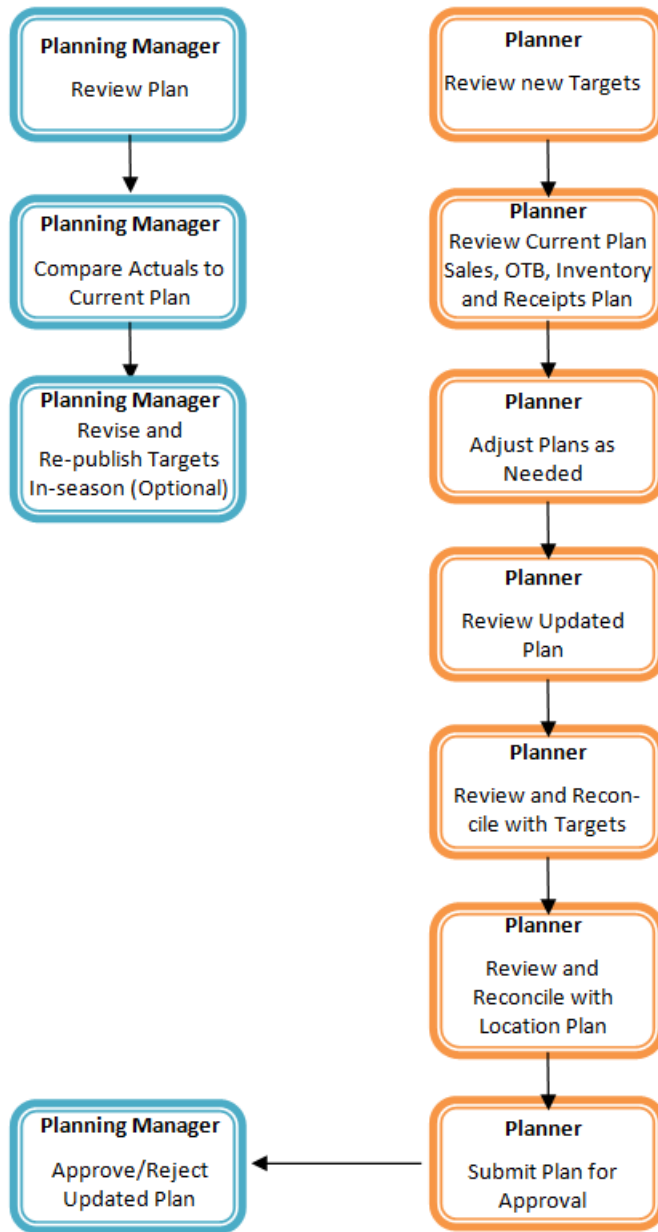 Planning Manager
Review Plan
Planning Manager
Compare Actuals to
Current Plan
Planning Manager
Revise and
Re-publish Targets
In-season (Optional)
Planner
Review new Targets
Planner
Review Current Plan
Sales, OTB, Inventory
and Receipts Plan
Planner
Adjust Plans as
Needed
Planner
Review Updated
Plan
Planner
Review and Recon-
cile with Targets
Planner
Review and
Reconcile with
Location Plan
Planner
Submit Plan for
Approval
Planning Manager
Approve/Reject
Updated Plan